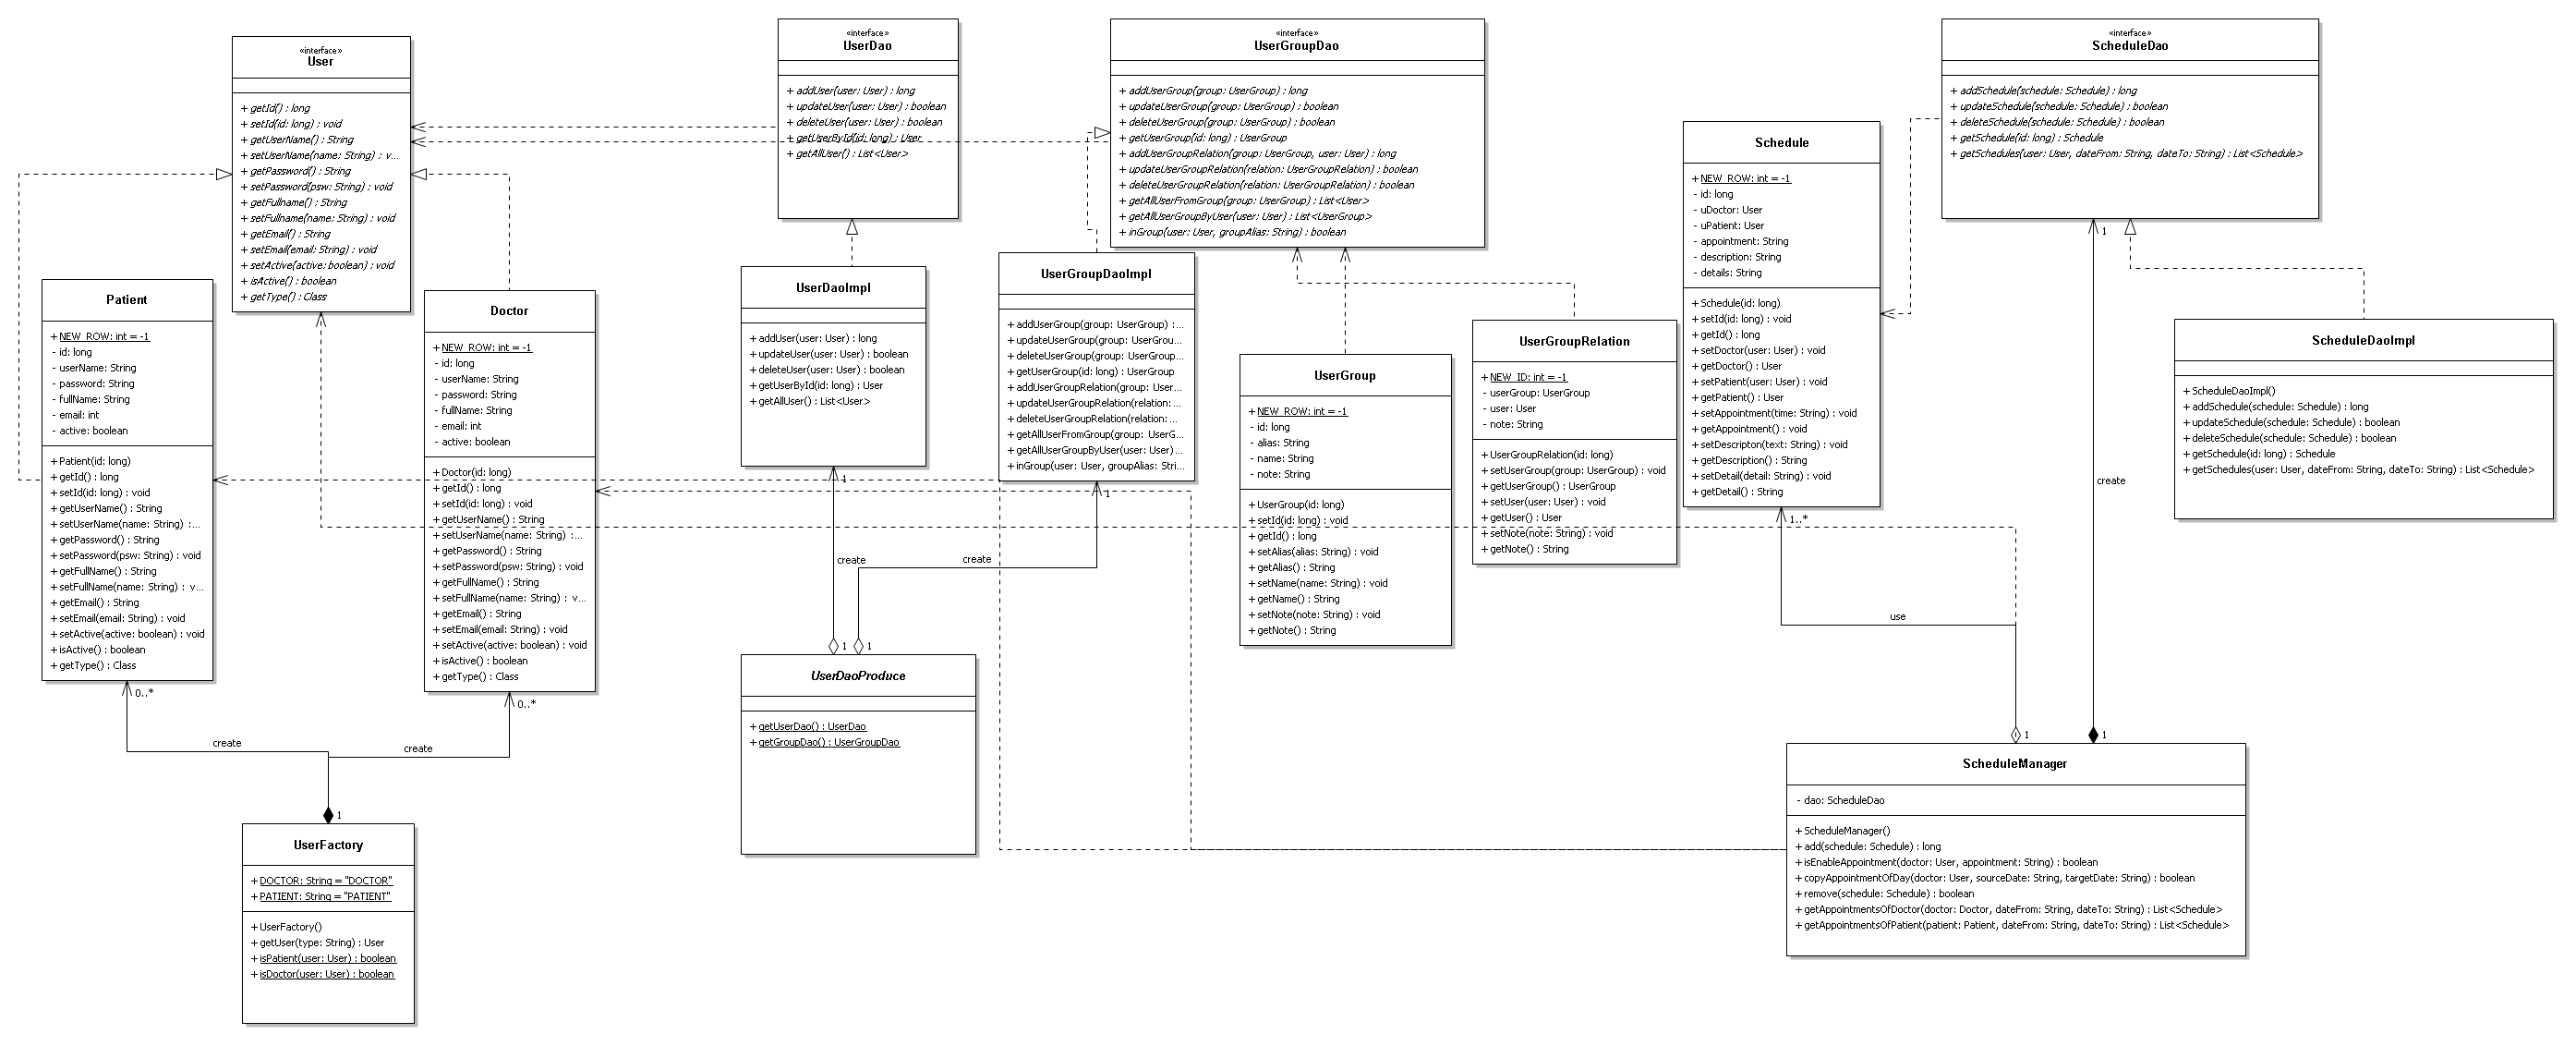 «interface»
User
+ getId() : long
+ setId(id: long) : void
+ getUserName() : String
+ setUserName(name: String) : v...
+ getPassword() : String
+ setPassword(psw: String) : void
+ getFullname() : String
+ setFullname(name: String) : void
+ getEmail() : String
+ setEmail(email: String) : void
+ setActive(active: boolean) : void
+ isActive() : boolean
+ getType() : Class
«interface»
UserDao
+ addUser(user: User) : long
+ updateUser(user: User) : boolean
+ deleteUser(user: User) : boolean
+ getUserById(id: long) : User
+ getAllUser() : List<User>
«interface»
UserGroupDao
+ addUserGroup(group: UserGroup) : long
+ updateUserGroup(group: UserGroup) : boolean
+ deleteUserGroup(group: UserGroup) : boolean
+ getUserGroup(id: long) : UserGroup
+ addUserGroupRelation(group: UserGroup, user: User) : long
+ updateUserGroupRelation(relation: UserGroupRelation) : boolean
+ deleteUserGroupRelation(relation: UserGroupRelation) : boolean
+ getAllUserFromGroup(group: UserGroup) : List<User>
+ getAllUserGroupByUser(user: User) : List<UserGroup>
+ inGroup(user: User, groupAlias: String) : boolean
Schedule
+ NEW_ROW: int = -1
- id: long
- uDoctor: User
- uPatient: User
- appointment: String
- description: String
- details: String
+ Schedule(id: long)
+ setId(id: long) : void
+ getId() : long
+ setDoctor(user: User) : void
+ getDoctor() : User
+ setPatient(user: User) : void
+ getPatient() : User
+ setAppointment(time: String) : void
+ getAppointment() : void
+ setDescripton(text: String) : void
+ getDescription() : String
+ setDetail(detail: String) : void
+ getDetail() : String
1..*
«interface»
ScheduleDao
+ addSchedule(schedule: Schedule) : long
+ updateSchedule(schedule: Schedule) : boolean
+ deleteSchedule(schedule: Schedule) : boolean
+ getSchedule(id: long) : Schedule
+ getSchedules(user: User, dateFrom: String, dateTo: String) : List<Schedule>
1
Patient
+ NEW_ROW: int = -1
- id: long
- userName: String
- password: String
- fullName: String
- email: int
- active: boolean
+ Patient(id: long)
+ getId() : long
+ setId(id: long) : void
+ getUserName() : String
+ setUserName(name: String) :...
+ getPassword() : String
+ setPassword(psw: String) : void
+ getFullName() : String
+ setFullName(name: String) : v...
+ getEmail() : String
+ setEmail(email: String) : void
+ setActive(active: boolean) : void
+ isActive() : boolean
+ getType() : Class
0..*
Doctor
+ NEW_ROW: int = -1
- id: long
- userName: String
- password: String
- fullName: String
- email: int
- active: boolean
+ Doctor(id: long)
+ getId() : long
+ setId(id: long) : void
+ getUserName() : String
+ setUserName(name: String) :...
+ getPassword() : String
+ setPassword(psw: String) : void
+ getFullName() : String
+ setFullName(name: String) : v...
+ getEmail() : String
+ setEmail(email: String) : void
+ setActive(active: boolean) : void
+ isActive() : boolean
+ getType() : Class
0..*
UserDaoImpl
+ addUser(user: User) : long
+ updateUser(user: User) : boolean
+ deleteUser(user: User) : boolean
+ getUserById(id: long) : User
+ getAllUser() : List<User>
1
UserGroupDaoImpl
+ addUserGroup(group: UserGroup) :...
+ updateUserGroup(group: UserGrou...
+ deleteUserGroup(group: UserGroup...
+ getUserGroup(id: long) : UserGroup
+ addUserGroupRelation(group: User...
+ updateUserGroupRelation(relation: ...
+ deleteUserGroupRelation(relation: ...
+ getAllUserFromGroup(group: UserG...
+ getAllUserGroupByUser(user: User)...
+ inGroup(user: User, groupAlias: Stri...
1
UserGroup
+ NEW_ROW: int = -1
- id: long
- alias: String
- name: String
- note: String
+ UserGroup(id: long)
+ setId(id: long) : void
+ getId() : long
+ setAlias(alias: String) : void
+ getAlias() : String
+ setName(name: String) : void
+ getName() : String
+ setNote(note: String) : void
+ getNote() : String
UserGroupRelation
+ NEW_ID: int = -1
- userGroup: UserGroup
- user: User
- note: String
+ UserGroupRelation(id: long)
+ setUserGroup(group: UserGroup) : void
+ getUserGroup() : UserGroup
+ setUser(user: User) : void
+ getUser() : User
+ setNote(note: String) : void
+ getNote() : String
ScheduleDaoImpl
+ ScheduleDaoImpl()
+ addSchedule(schedule: Schedule) : long
+ updateSchedule(schedule: Schedule) : boolean
+ deleteSchedule(schedule: Schedule) : boolean
+ getSchedule(id: long) : Schedule
+ getSchedules(user: User, dateFrom: String, dateTo: String) : List<Schedule>
create
create
create
use
1
1
UserDaoProduce
+ getUserDao() : UserDao
+ getGroupDao() : UserGroupDao
create
create
1
UserFactory
+ DOCTOR: String = "DOCTOR"
+ PATIENT: String = "PATIENT"
+ UserFactory()
+ getUser(type: String) : User
+ isPatient(user: User) : boolean
+ isDoctor(user: User) : boolean
1
1
ScheduleManager
- dao: ScheduleDao
+ ScheduleManager()
+ add(schedule: Schedule) : long
+ isEnableAppointment(doctor: User, appointment: String) : boolean
+ copyAppointmentOfDay(doctor: User, sourceDate: String, targetDate: String) : boolean
+ remove(schedule: Schedule) : boolean
+ getAppointmentsOfDoctor(doctor: Doctor, dateFrom: String, dateTo: String) : List<Schedule>
+ getAppointmentsOfPatient(patient: Patient, dateFrom: String, dateTo: String) : List<Schedule>